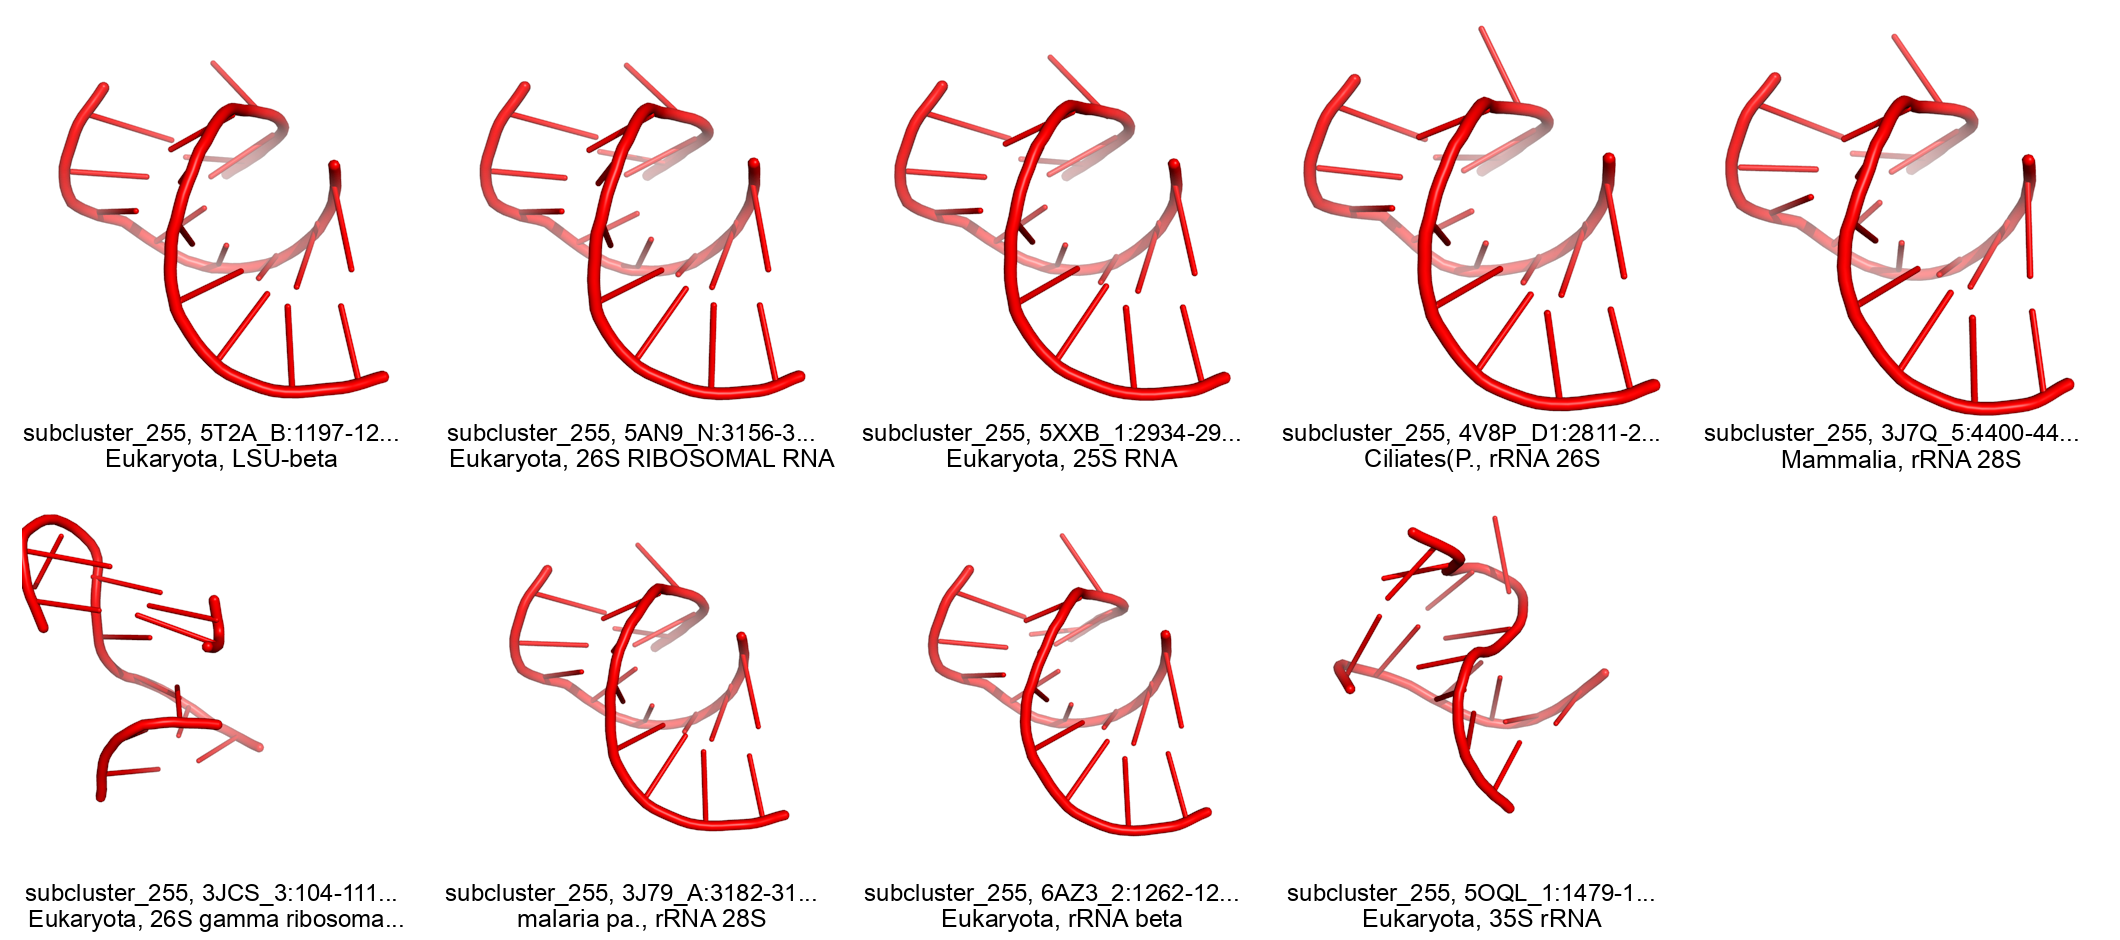 subcluster_255, 5T2A_B:1197-12...
Eukaryota, LSU-beta
subcluster_255, 5AN9_N:3156-3...
Eukaryota, 26S RIBOSOMAL RNA
subcluster_255, 5XXB_1:2934-29...
Eukaryota, 25S RNA
subcluster_255, 4V8P_D1:2811-2...
Ciliates(P., rRNA 26S
subcluster_255, 3J7Q_5:4400-44...
Mammalia, rRNA 28S
subcluster_255, 3JCS_3:104-111...
Eukaryota, 26S gamma ribosoma...
subcluster_255, 3J79_A:3182-31...
malaria pa., rRNA 28S
subcluster_255, 6AZ3_2:1262-12...
Eukaryota, rRNA beta
subcluster_255, 5OQL_1:1479-1...
Eukaryota, 35S rRNA